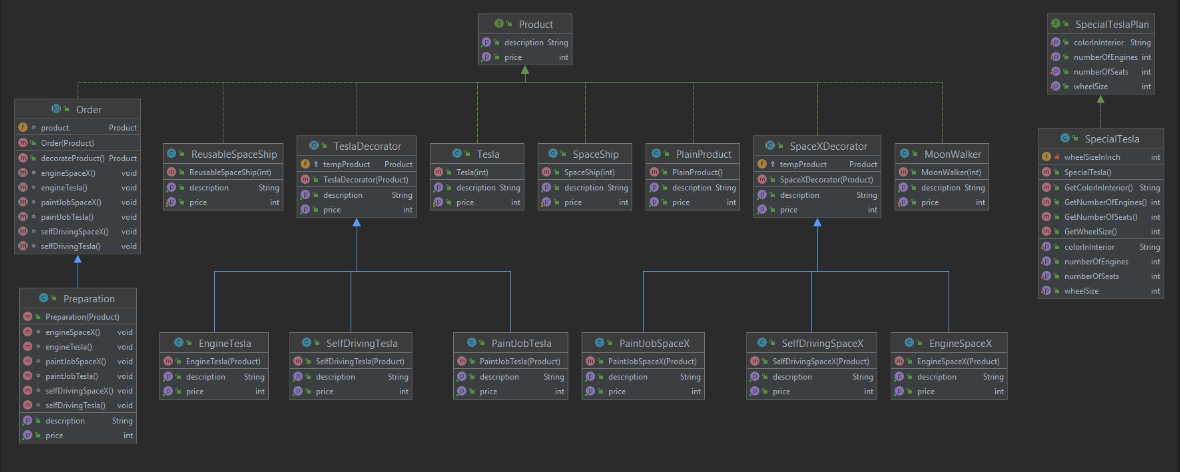 Product
description String
price int
SpecialTeslaPlan
colorInInterior String
numberOfEngines int
numberOfSeats int
wheelSize int
Order
product Product
Order(Product)
decorateProduct() Product
engineSpaceX() void
engineTesla() void
paintJobSpaceX() void
paintJobTesla() void
selfDrivingSpaceX() void
selfDrivingTesla() void
ReusableSpaceShip
ReusableSpaceShip(int)
description String
price int
TeslaDecorator
tempProduct Product
TeslaDecorator(Product)
description String
price int
Tesla
Tesla(int)
description String
price int
SpaceShip
SpaceShip(int)
description String
price int
PlainProduct
PlainProduct()
description String
price int
SpaceXDecorator
tempProduct Product
SpaceXDecorator(Product)
description String
price int
MoonWalker
MoonWalker(int)
description String
price int
SpecialTesla
wheelSizeInInch int
SpecialTesla()
GetColorInInterior() String
GetNumberOfEngines() int
GetNumberOfSeats() int
GetWheelSize() int
colorInInterior String
numberOfEngines int
numberOfSeats int
wheelSize int
Preparation
Preparation(Product)
engineSpaceX() void
engineTesla() void
paintJobSpaceX() void
paintJobTesla() void
selfDrivingSpaceX() void
selfDrivingTesla() void
description String
price int
EngineTesla
EngineTesla(Product)
description String
price int
SelfDrivingTesla
SelfDrivingTesla(Product)
description String
price int
PaintJobTesla
PaintJobTesla(Product)
description String
price int
PaintJobSpaceX
PaintJobSpaceX(Product)
description String
price int
SelfDrivingSpaceX
SelfDrivingSpaceX(Product)
description String
price int
EngineSpaceX
EngineSpaceX(Product)
description String
price int